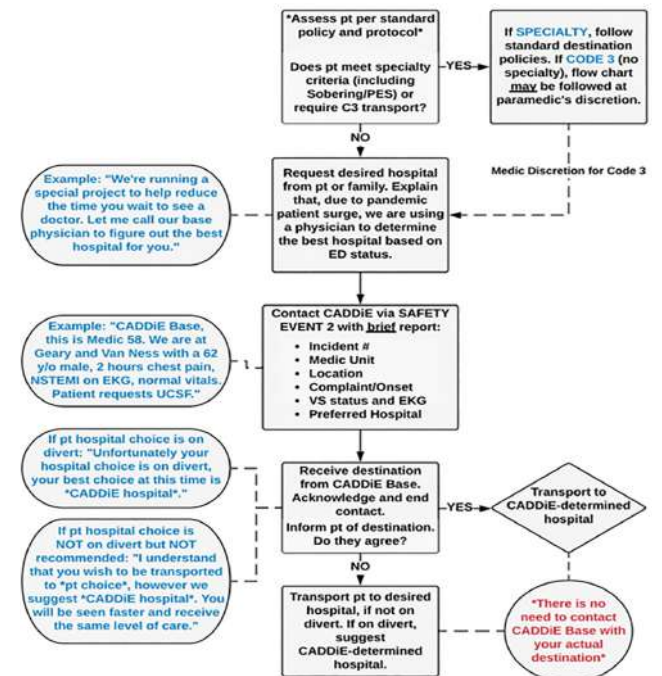 *Assess pt per standard
policy and protocol*
Does pt meet specialty
criteria (including
Sobering/PES) or
require C3 transport?
YES
If SPECIALTY, follow
standard destination
policies. If CODE 3 (no
specialty), flow chart
may be followed at
paramedic's discretion.
NO
Medic Discretion for Code 3
Example: "We're running a
special project to help reduce
the time you wait to see a
doctor. Let me call our base
physician to figure out the best
hospital for you."
Request desired hospital
from pt or family. Explain
that, due to pandemic
patient surge, we are using
a physician to determine
the best hospital based on
ED status.
Example: "CADDiE Base,
this is Medic 58. We are at
Geary and Van Ness with a 62
y/o male, 2 hours chest pain,
NSTEMI on EKG, normal vitals.
Patient requests UCSF."
Contact CADDiE via SAFETY
EVENT 2 with brief report:
• Incident #
• Medic Unit
• Location
• Complaint/Onset
• VS status and EKG
• Preferred Hospital
If pt hospital choice is on
divert: "Unfortunately your
hospital choice is on divert,
your best choice at this time is
*CADDiE hospital*."
Receive destination
from CADDiE Base.
Acknowledge and end
contact.
Inform pt of destination.
Do they agree?
YES
Transport to
CADDiE-determined
hospital
If pt hospital choice is
NOT on divert but NOT
recommended: "I understand
that you wish to be transported
to *pt choice*, however we
suggest *CADDiE hospital*. You
will be seen faster and receive
the same level of care."
NO
Transport pt to desired
hospital, if not on
divert. If on divert,
suggest
CADDiE-determined
hospital.
*There is no
need to contact
CADDiE Base with
your actual
destination*